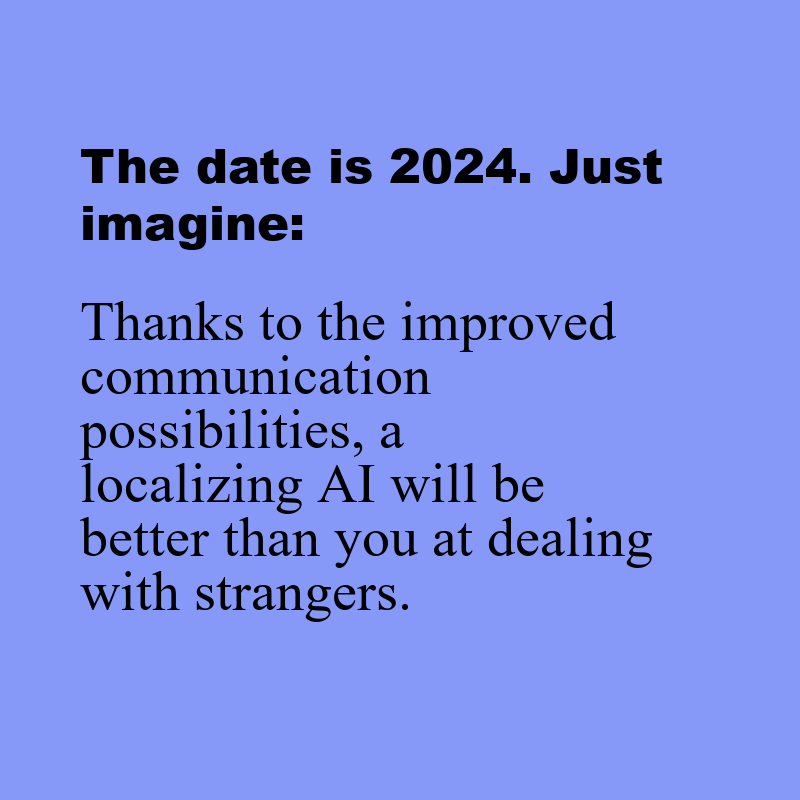 The date is 2024. Just
imagine:
Thanks to the improved
communication
possibilities, a
localizing AI will be
better than you at dealing
with strangers.